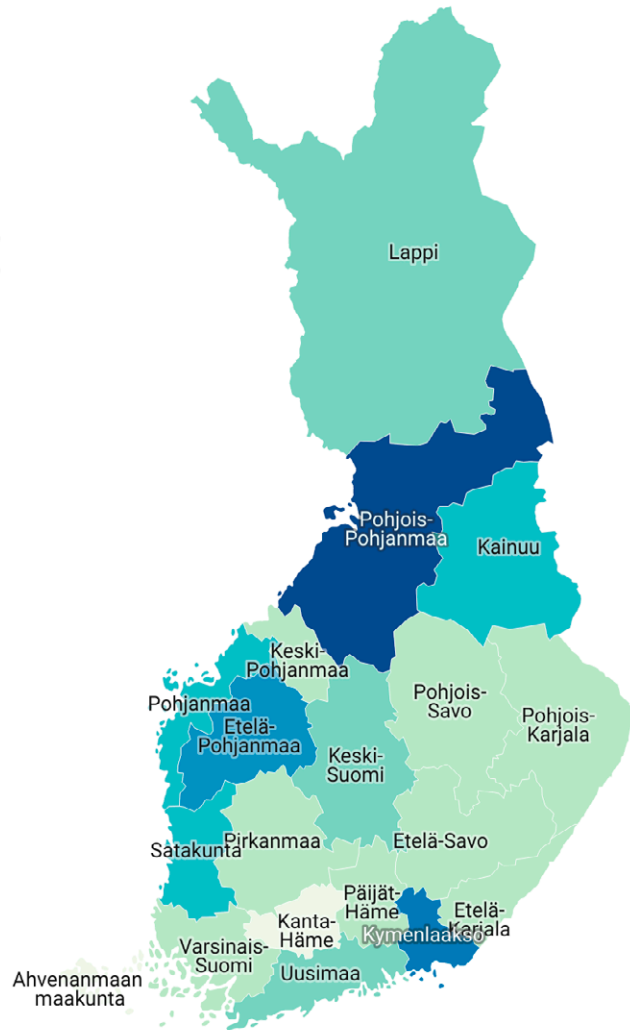 Lappi
Pohjois-
Pohjanmaa
Kainuu
Keski-
Pohjanmaa
Pohjanmaa
Etelä-
Pohjanmaa
Pohjois-
Savo
Pohjois-
Karjala
Keski-
Suomi
Satakunta
Pirkanmaa
Etelä-Savo
Päijät-
Häme
Kanta-
Häme
Etelä-
Karjala
Kymenlaakso
Varsinais-
Suomi
Uusimaa
Ahvenanmaan
maakunta